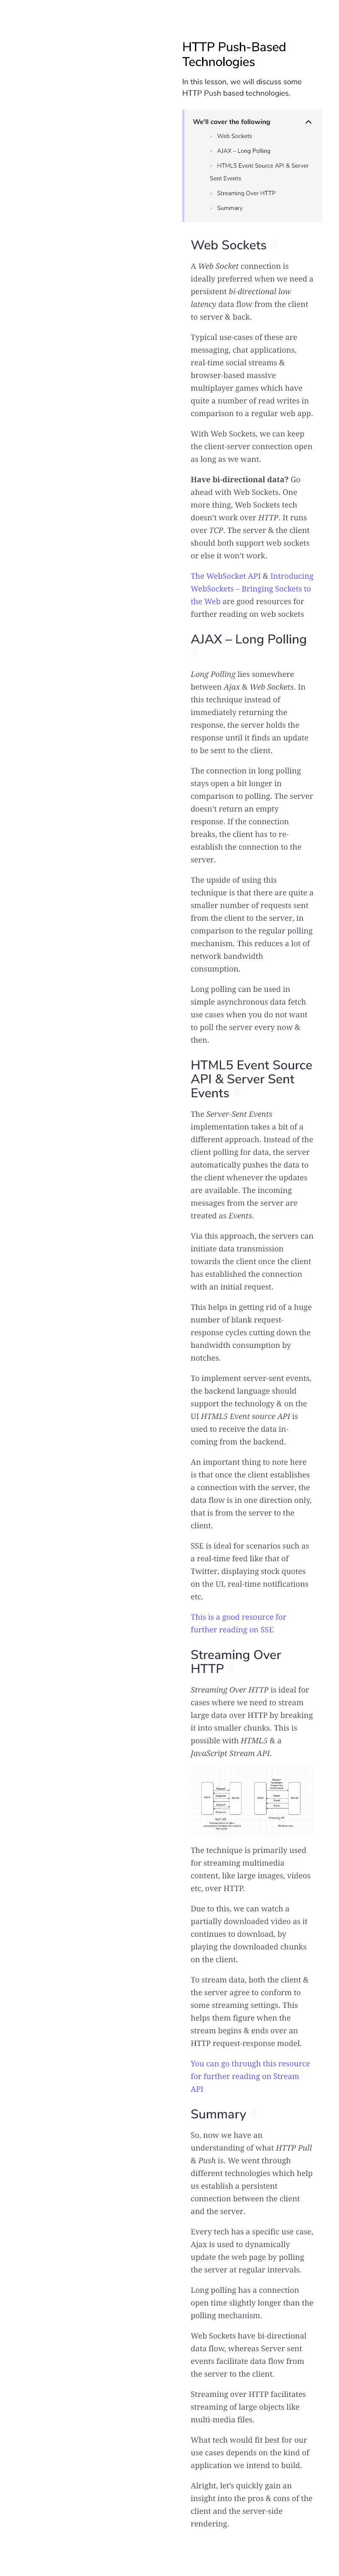 HTTP Push-Based
Technologies
In this lesson, we will discuss some
HTTP Push based technologies.
We'll cover the following
Web Sockets
AJAX – Long Polling
HTML5 Event Source API & Server
Sent Events
Streaming Over HTTP
Summary
Web Sockets
A Web Socket connection is
ideally preferred when we need a
persistent bi-directional low
latency data flow from the client
to server & back.
Typical use-cases of these are
messaging, chat applications,
real-time social streams &
browser-based massive
multiplayer games which have
quite a number of read writes in
comparison to a regular web app.
With Web Sockets, we can keep
the client-server connection open
as long as we want.
Have bi-directional data? Go
ahead with Web Sockets. One
more thing, Web Sockets tech
doesn't work over HTTP. It runs
over TCP. The server & the client
should both support web sockets
or else it won't work.
The WebSocket API & Introducing
WebSockets – Bringing Sockets to
the Web are good resources for
further reading on web sockets
AJAX – Long Polling
Long Polling lies somewhere
between Ajax & Web Sockets. In
this technique instead of
immediately returning the
response, the server holds the
response until it finds an update
to be sent to the client.
The connection in long polling
stays open a bit longer in
comparison to polling. The server
doesn't return an empty
response. If the connection
breaks, the client has to re-
establish the connection to the
server.
The upside of using this
technique is that there are quite a
smaller number of requests sent
from the client to the server, in
comparison to the regular polling
mechanism. This reduces a lot of
network bandwidth
consumption.
Long polling can be used in
simple asynchronous data fetch
use cases when you do not want
to poll the server every now &
then.
HTML5 Event Source
API & Server Sent
Events
The Server-Sent Events
implementation takes a bit of a
different approach. Instead of the
client polling for data, the server
automatically pushes the data to
the client whenever the updates
are available. The incoming
messages from the server are
treated as Events.
Via this approach, the servers can
initiate data transmission
towards the client once the client
has established the connection
with an initial request.
This helps in getting rid of a huge
number of blank request-
response cycles cutting down the
bandwidth consumption by
notches.
To implement server-sent events,
the backend language should
support the technology & on the
UI HTML5 Event source API is
used to receive the data in-
coming from the backend.
An important thing to note here
is that once the client establishes
a connection with the server, the
data flow is in one direction only,
that is from the server to the
client.
SSE is ideal for scenarios such as
a real-time feed like that of
Twitter, displaying stock quotes
on the UI, real-time notifications
etc.
This is a good resource for
further reading on SSE
Streaming Over
HTTP
Streaming Over HTTP is ideal for
cases where we need to stream
large data over HTTP by breaking
it into smaller chunks. This is
possible with HTML5 & a
JavaScript Stream API.
The technique is primarily used
for streaming multimedia
content, like large images, videos
etc, over HTTP.
Due to this, we can watch a
partially downloaded video as it
continues to download, by
playing the downloaded chunks
on the client.
To stream data, both the client &
the server agree to conform to
some streaming settings. This
helps them figure when the
stream begins & ends over an
HTTP request-response model.
You can go through this resource
for further reading on Stream
API
Summary
So, now we have an
understanding of what HTTP Pull
& Push is. We went through
different technologies which help
us establish a persistent
connection between the client
and the server.
Every tech has a specific use case,
Ajax is used to dynamically
update the web page by polling
the server at regular intervals.
Long polling has a connection
open time slightly longer than the
polling mechanism.
Web Sockets have bi-directional
data flow, whereas Server sent
events facilitate data flow from
the server to the client.
Streaming over HTTP facilitates
streaming of large objects like
multi-media files.
What tech would fit best for our
use cases depends on the kind of
application we intend to build.
Alright, let's quickly gain an
insight into the pros & cons of the
client and the server-side
rendering.